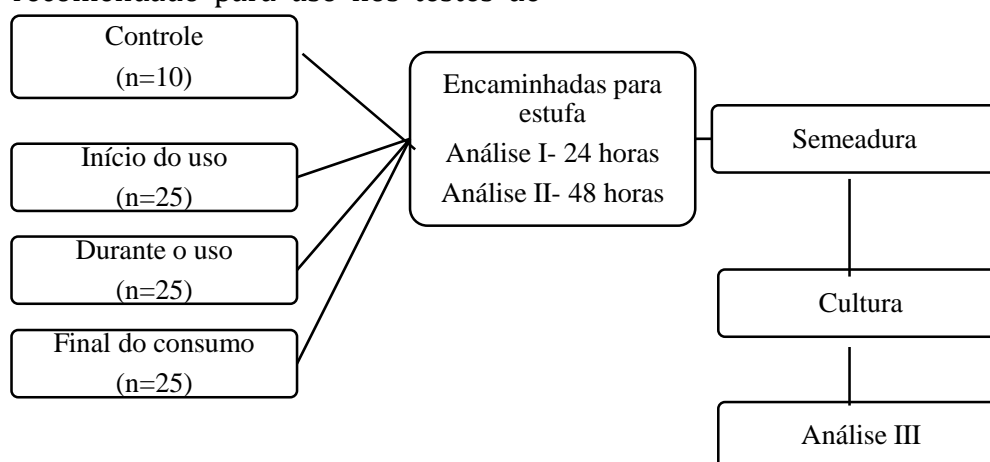 recomendado para uso nos testes de
Controle
(n=10)
Início do uso
(n=25)
Durante o uso
(n=25)
Final do consumo
(n=25)
Encaminhadas para
estufa
Análise I- 24 horas
Análise II- 48 horas
Semeadura
Cultura
Análise III